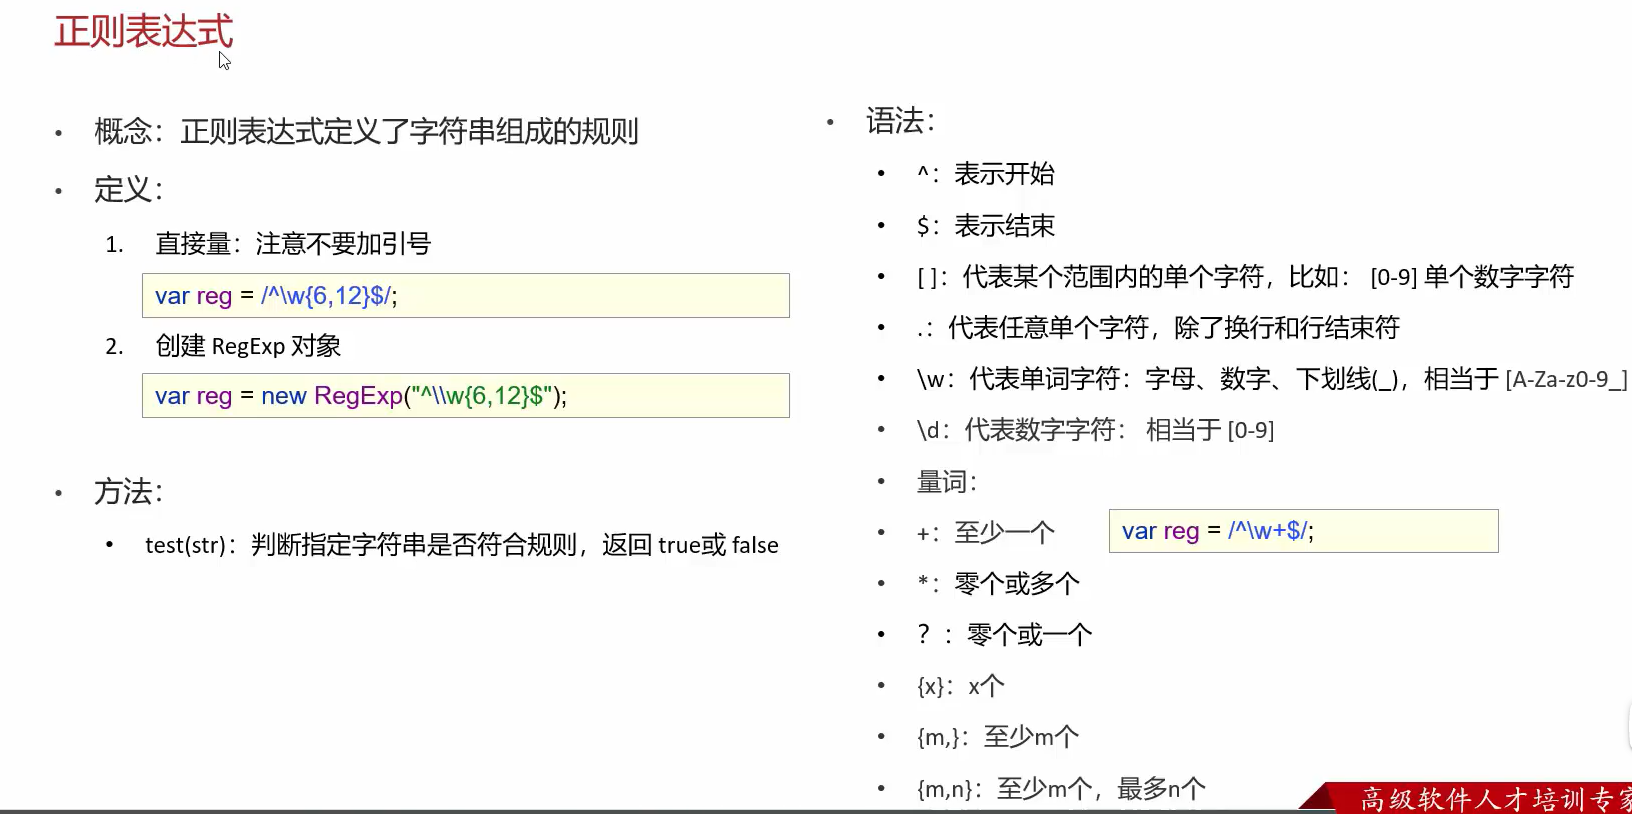 正则表达式
• 概念：正则表达式定义了字符串组成的规则
• 定义：
1. 直接量：注意不要加引号
var reg = /^\w{6,12}$/;
2. 创建 RegExp 对象
var reg = new RegExp("^\\w{6,12}$");
• 方法：
• test(str)：判断指定字符串是否符合规则，返回 true或 false
• 语法：
• ^：表示开始
• $：表示结束
• [ ]：代表某个范围内的单个字符，比如： [0-9] 单个数字字符
• .：代表任意单个字符，除了换行和行结束符
• \w：代表单词字符：字母、数字、下划线(_)，相当于 [A-Za-z0-9_]
• \d：代表数字字符： 相当于 [0-9]
• 量词：
• +：至少一个
var reg = /^\w+$/;
• *：零个或多个
• ？：零个或一个
• {x}：x个
• {m,}：至少m个
• {m,n}：至少m个，最多n个
高级软件人才培训专家